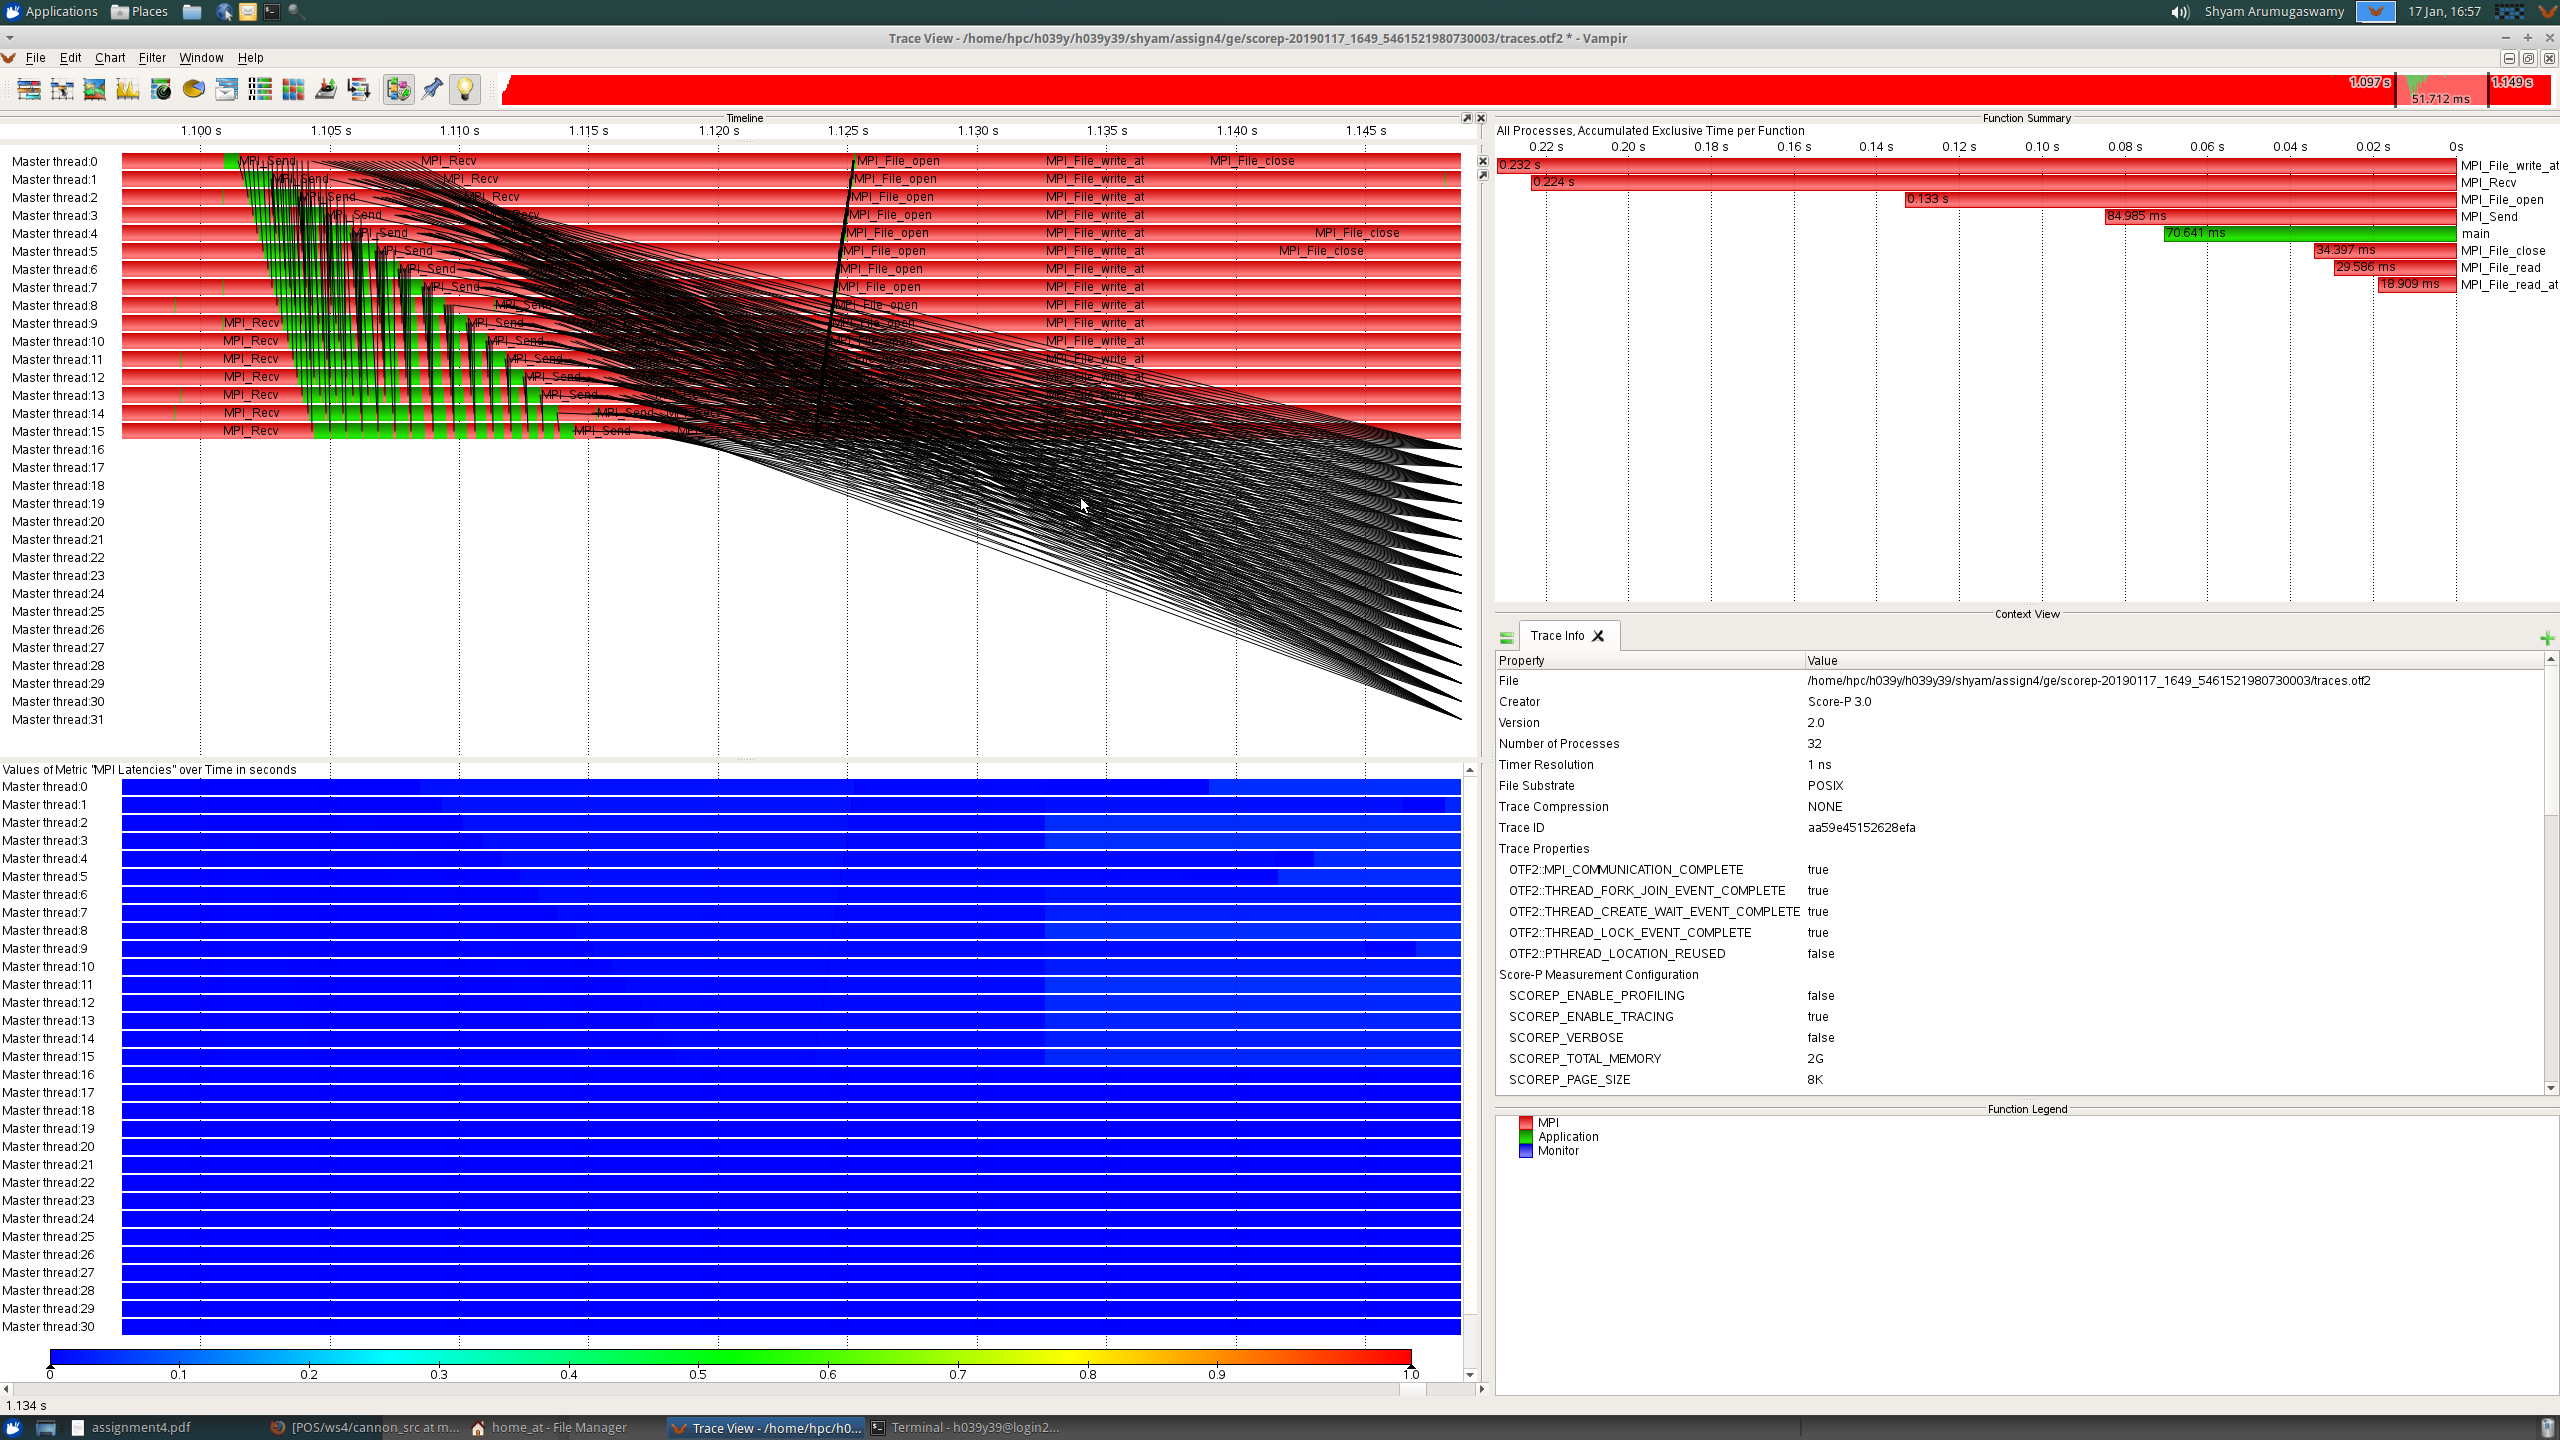 Applications Places Shyam Arumugaswamy 17 Jan, 16:57
Trace View - /home/hpc/h039y/h039y39/shyam/assign4/ge/scorep-20190117_1649_5461521980730003/traces.otf2 * - Vampir
File Edit Chart Filter Window Help
1.097 s 51.712 ms 1.149 s
Timeline
1.100 s 1.105 s 1.110 s 1.115 s 1.120 s 1.125 s 1.130 s 1.135 s 1.140 s 1.145 s
Master thread:0 MPI_Send MPI_Recv MPI_File_open MPI_File_write_at MPI_File_close
Master thread:1 MPI_Send MPI_Recv MPI_File_open MPI_File_write_at
Master thread:2 MPI_Send MPI_Recv MPI_File_open MPI_File_write_at
Master thread:3 MPI_Send MPI_File_open MPI_File_write_at
Master thread:4 MPI_Send MPI_File_open MPI_File_write_at MPI_File_close
Master thread:5 MPI_Send MPI_File_open MPI_File_write_at MPI_File_close
Master thread:6 MPI_Send MPI_File_open MPI_File_write_at
Master thread:7 MPI_Send MPI_File_open MPI_File_write_at
Master thread:8 MPI_Send MPI_File_open MPI_File_write_at
Master thread:9 MPI_Recv MPI_Send MPI_File_open MPI_File_write_at
Master thread:10 MPI_Recv MPI_Send MPI_File_write_at
Master thread:11 MPI_Recv MPI_Send MPI_File_write_at
Master thread:12 MPI_Recv MPI_Send MPI_File_write_at
Master thread:13 MPI_Recv MPI_Send
Master thread:14 MPI_Recv MPI_Send
Master thread:15 MPI_Recv MPI_Send
Master thread:16
Master thread:17
Master thread:18
Master thread:19
Master thread:20
Master thread:21
Master thread:22
Master thread:23
Master thread:24
Master thread:25
Master thread:26
Master thread:27
Master thread:28
Master thread:29
Master thread:30
Master thread:31
Values of Metric "MPI Latencies" over Time in seconds
Master thread:0
Master thread:1
Master thread:2
Master thread:3
Master thread:4
Master thread:5
Master thread:6
Master thread:7
Master thread:8
Master thread:9
Master thread:10
Master thread:11
Master thread:12
Master thread:13
Master thread:14
Master thread:15
Master thread:16
Master thread:17
Master thread:18
Master thread:19
Master thread:20
Master thread:21
Master thread:22
Master thread:23
Master thread:24
Master thread:25
Master thread:26
Master thread:27
Master thread:28
Master thread:29
Master thread:30
0 0.1 0.2 0.3 0.4 0.5 0.6 0.7 0.8 0.9 1.0
1.134 s
Function Summary
All Processes, Accumulated Exclusive Time per Function
0.22 s 0.20 s 0.18 s 0.16 s 0.14 s 0.12 s 0.10 s 0.08 s 0.06 s 0.04 s 0.02 s 0s
0.232 s MPI_File_write_at
0.224 s MPI_Recv
0.133 s MPI_File_open
84.985 ms MPI_Send
70.641 ms main
34.397 ms MPI_File_close
29.586 ms MPI_File_read
18.909 ms MPI_File_read_at
Context View
Trace Info
Property Value
File /home/hpc/h039y/h039y39/shyam/assign4/ge/scorep-20190117_1649_5461521980730003/traces.otf2
Creator Score-P 3.0
Version 2.0
Number of Processes 32
Timer Resolution 1 ns
File Substrate POSIX
Trace Compression NONE
Trace ID aa59e45152628efa
Trace Properties
OTF2::MPI_COMMUNICATION_COMPLETE true
OTF2::THREAD_FORK_JOIN_EVENT_COMPLETE true
OTF2::THREAD_CREATE_WAIT_EVENT_COMPLETE true
OTF2::THREAD_LOCK_EVENT_COMPLETE true
OTF2::PTHREAD_LOCATION_REUSED false
Score-P Measurement Configuration
SCOREP_ENABLE_PROFILING false
SCOREP_ENABLE_TRACING true
SCOREP_VERBOSE false
SCOREP_TOTAL_MEMORY 2G
SCOREP_PAGE_SIZE 8K
Function Legend
MPI
Application
Monitor
assignment4.pdf [POS/ws4/cannon_src at m... home_at - File Manager Trace View - /home/hpc/h0... Terminal - h039y39@login2...